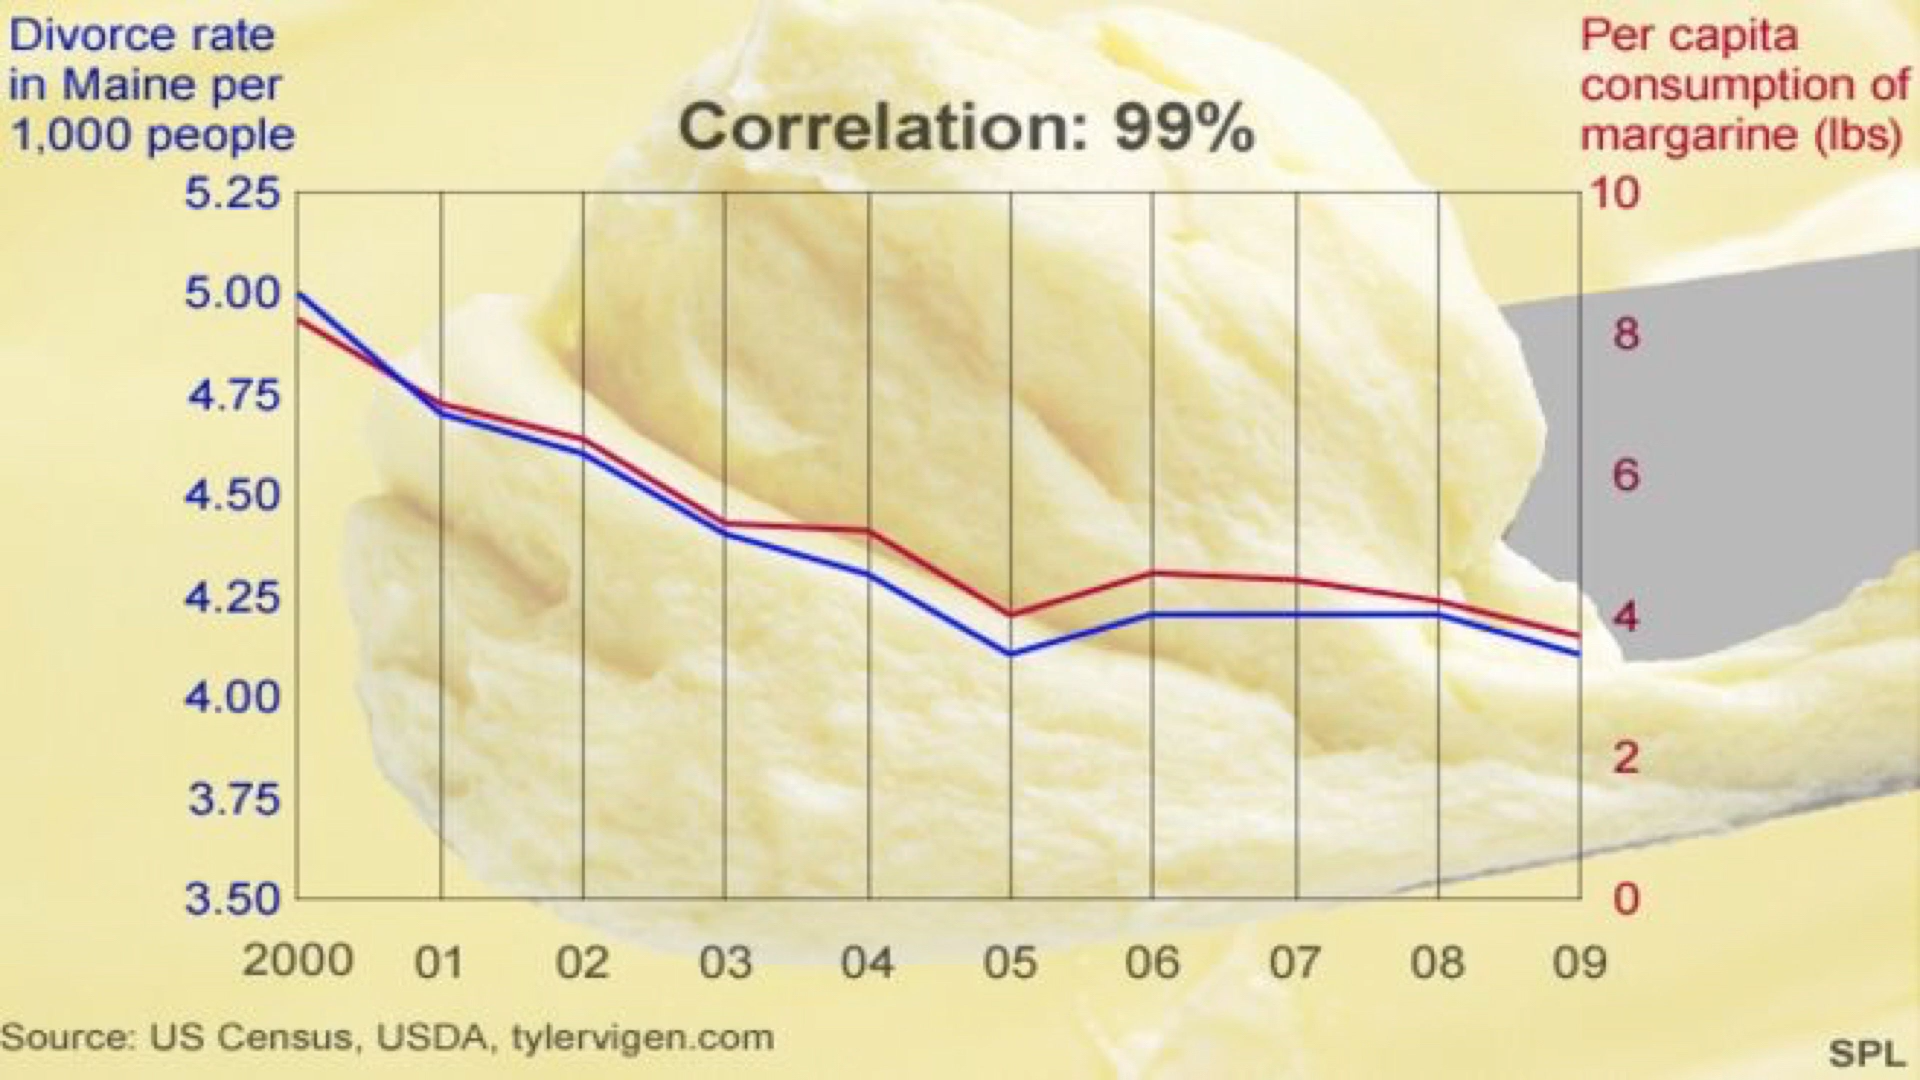 Divorce rate
in Maine per
1,000 people
Per capita
consumption of
margarine (lbs)
Correlation: 99%
5.25
5.00
4.75
4.50
4.25
4.00
3.75
3.50
10
8
6
4
2
0
2000 01 02 03 04 05 06 07 08 09
Source: US Census, USDA, tylervigen.com
SPL